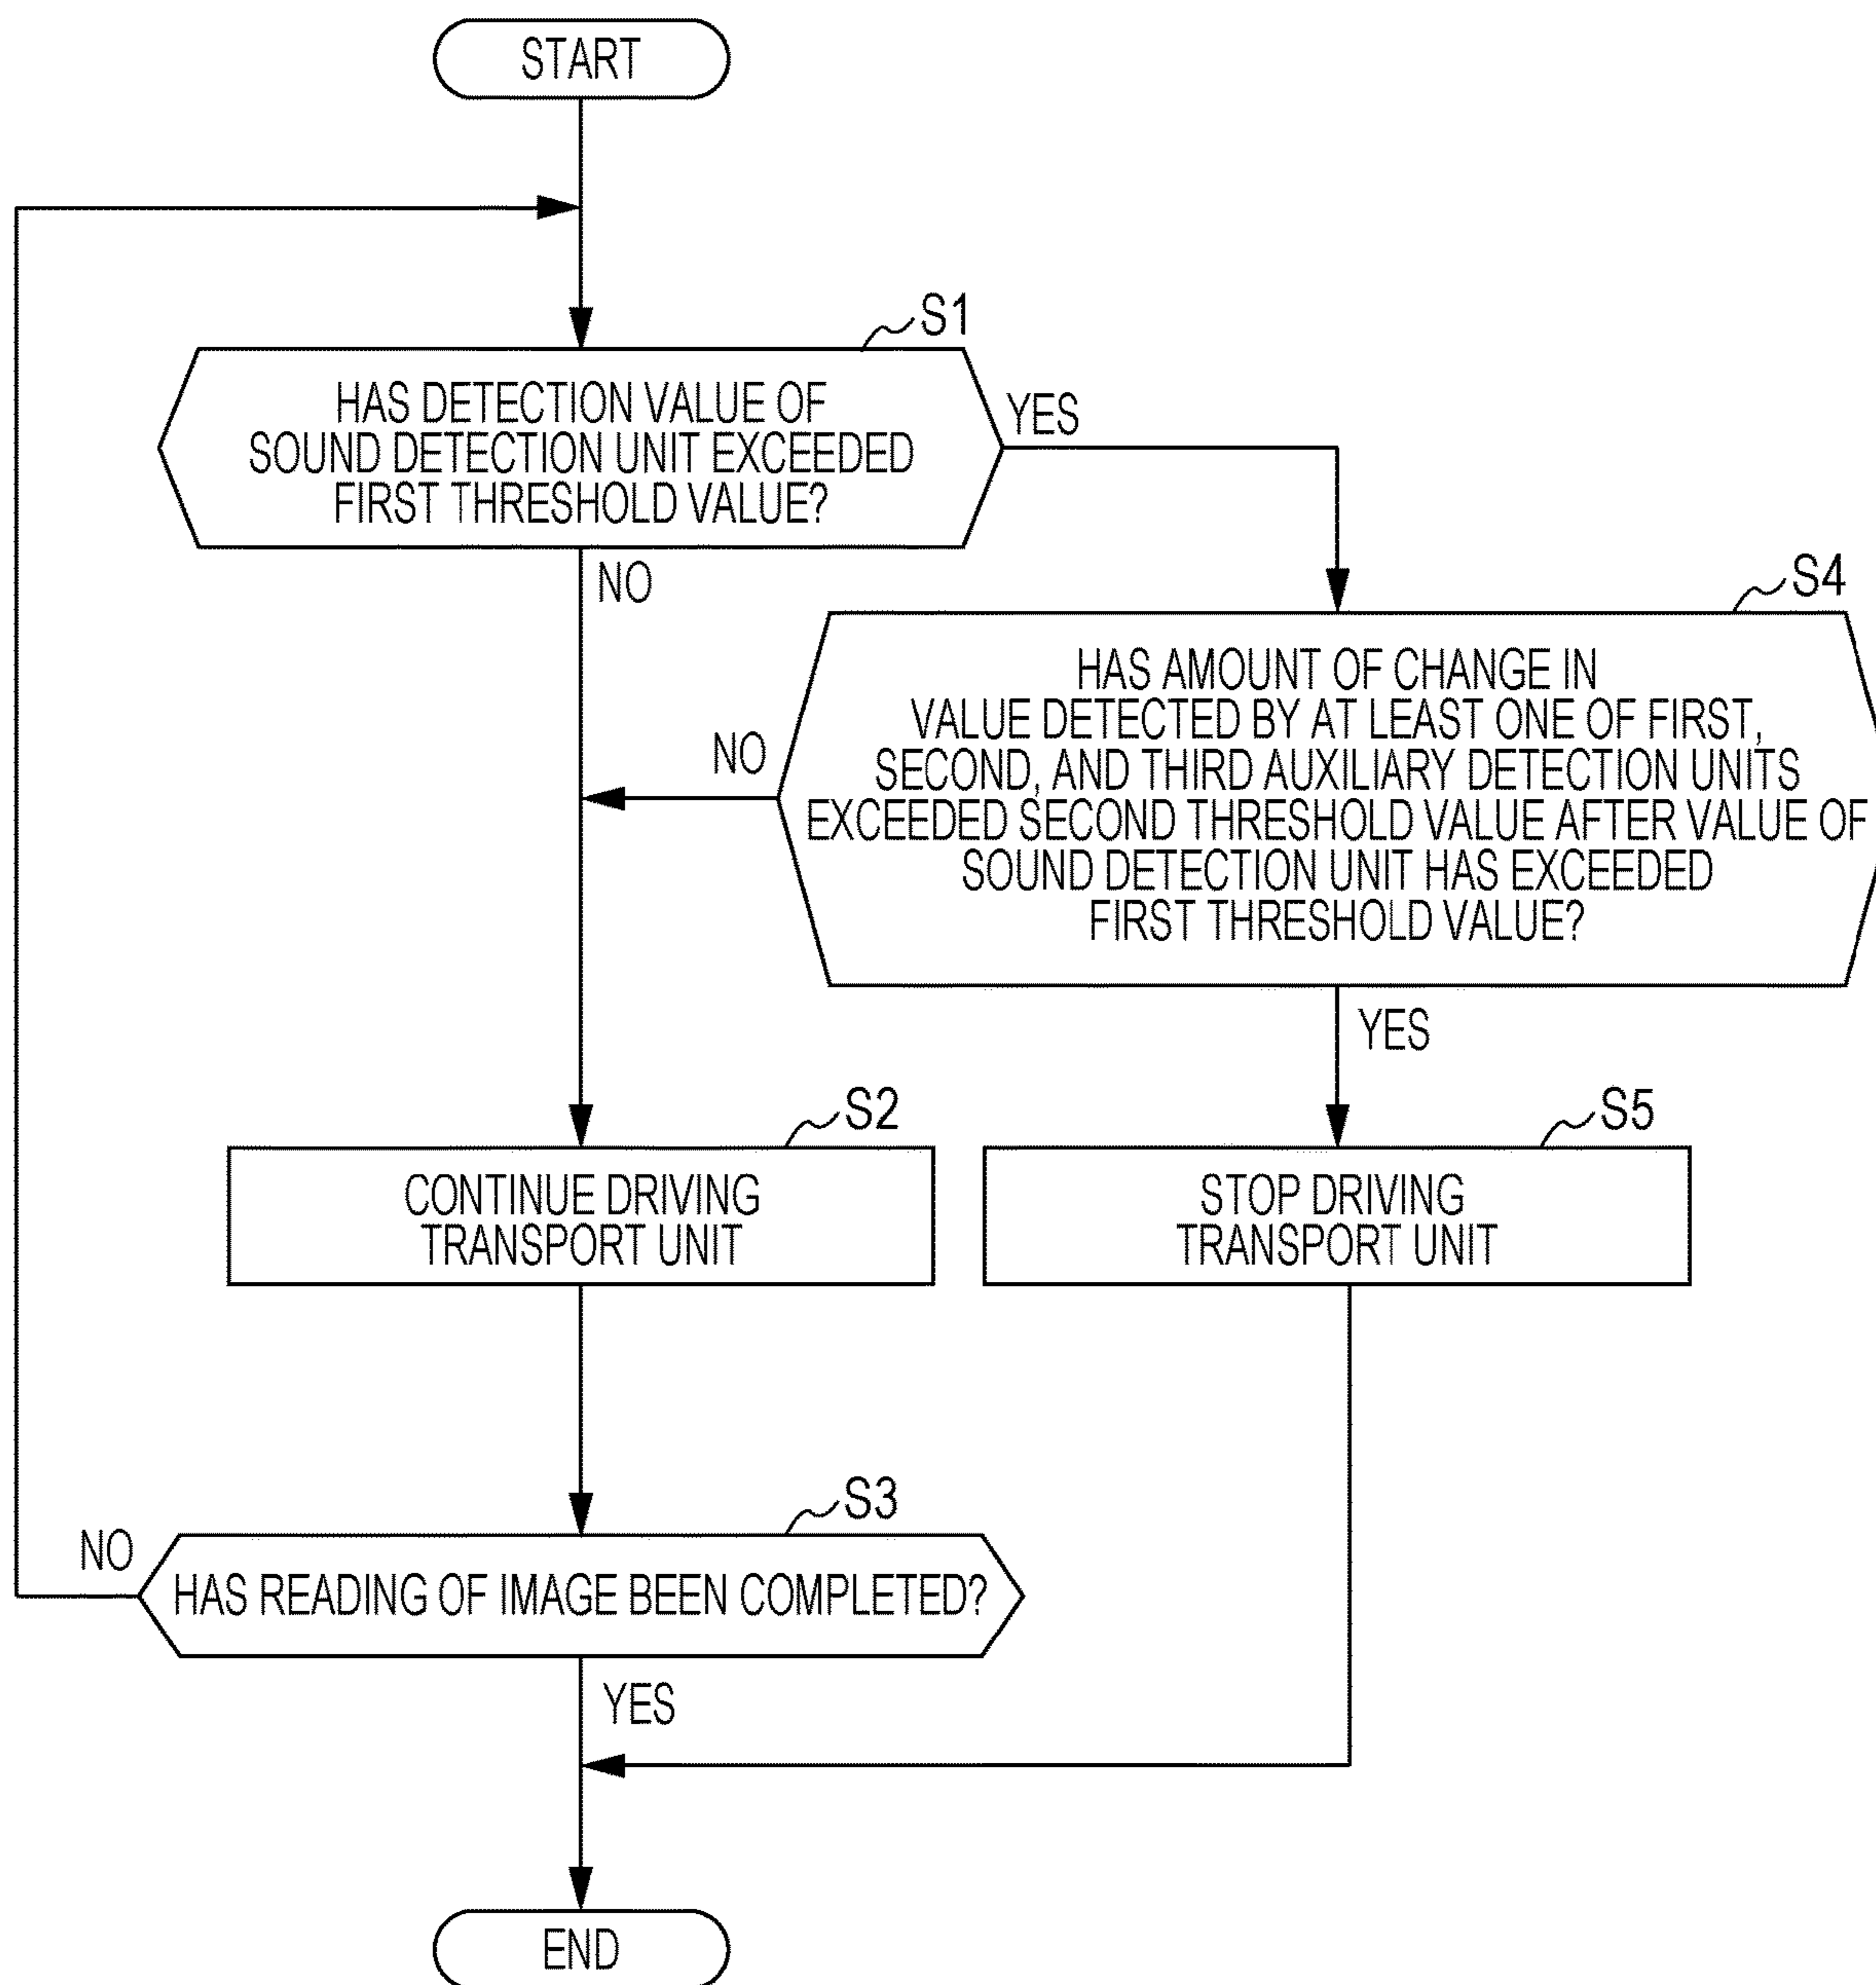 START
S1
HAS DETECTION VALUE OF
SOUND DETECTION UNIT EXCEEDED
FIRST THRESHOLD VALUE?
YES
NO
S4
HAS AMOUNT OF CHANGE IN
VALUE DETECTED BY AT LEAST ONE OF FIRST,
SECOND, AND THIRD AUXILIARY DETECTION UNITS
EXCEEDED SECOND THRESHOLD VALUE AFTER VALUE OF
SOUND DETECTION UNIT HAS EXCEEDED
FIRST THRESHOLD VALUE?
NO
YES
S2
CONTINUE DRIVING
TRANSPORT UNIT
S5
STOP DRIVING
TRANSPORT UNIT
S3
NO
HAS READING OF IMAGE BEEN COMPLETED?
YES
END